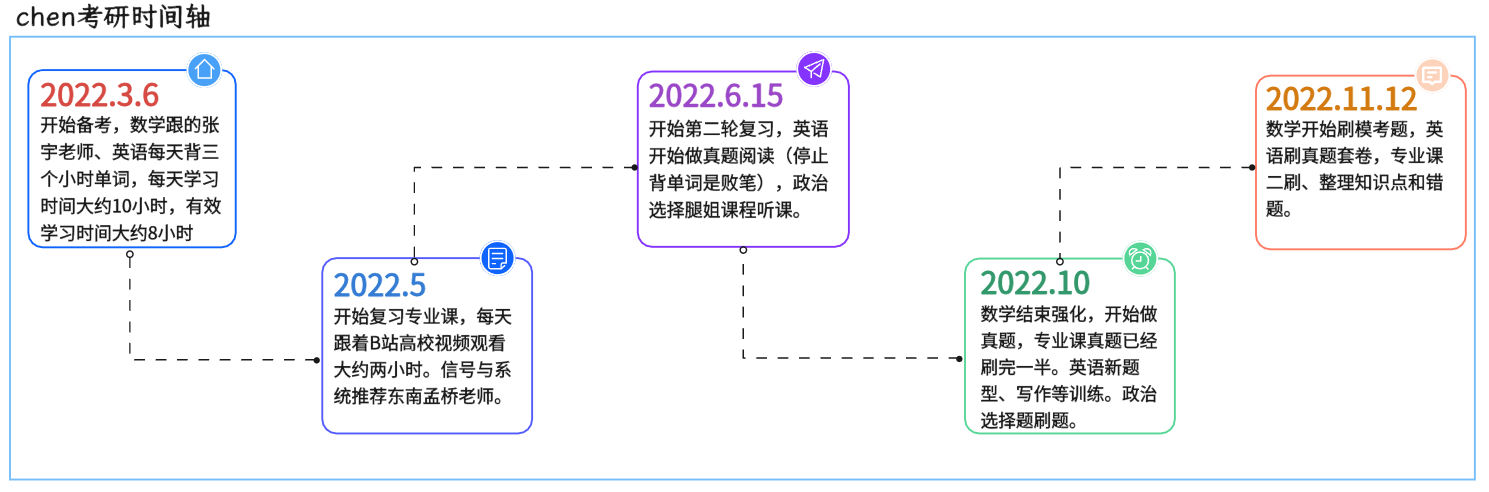 chen考研时间轴
2022.3.6
开始备考，数学跟的张
宇老师、英语每天背三
个小时单词，每天学习
时间大约10小时，有效
学习时间大约8小时
2022.5
开始复习专业课，每天
跟着B站高校视频观看
大约两小时。信号与系
统推荐东南孟桥老师。
2022.6.15
开始第二轮复习，英语
开始做真题阅读（停止
背单词是败笔），政治
选择腿姐课程听课。
2022.10
数学结束强化，开始做
真题，专业课真题已经
刷完一半。英语新题
型、写作等训练。政治
选择题刷题。
2022.11.12
数学开始刷模考题，英
语刷真题套卷，专业课
二刷、整理知识点和错
题。